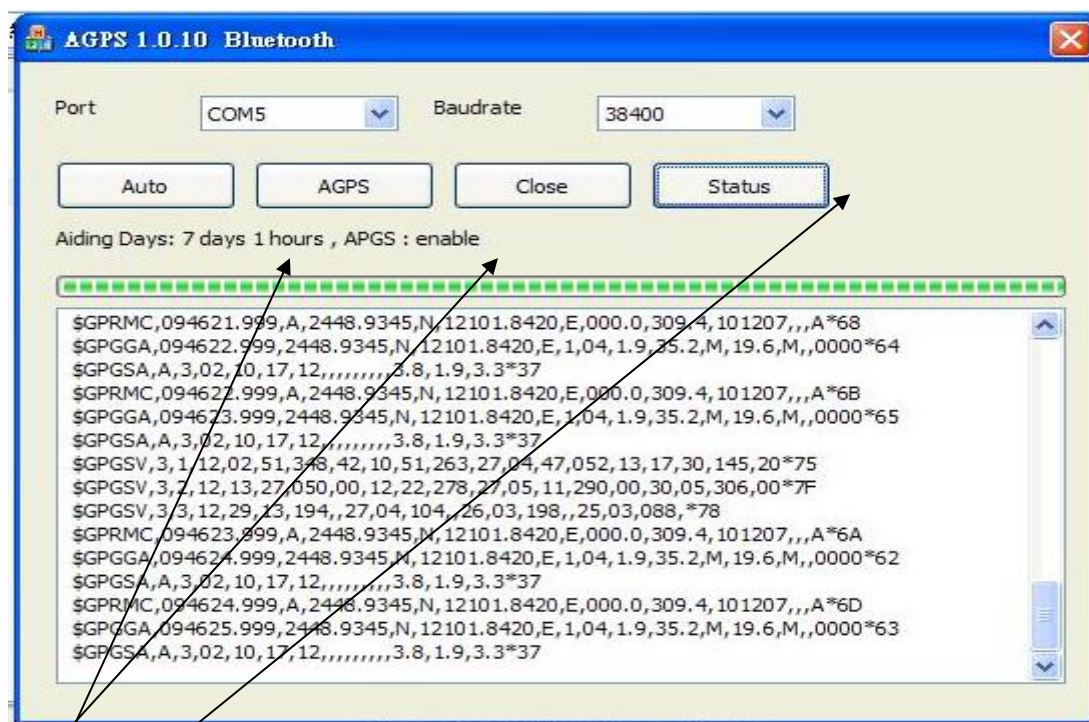 AGPS 1.0.10 Bluetooth
Port COM5 Baudrate 38400
Auto AGPS Close Status
Aiding Days: 7 days 1 hours , APGS : enable
$GPRMC,094621.999,A,2448.9345,N,12101.8420,E,000.0,309.4,101207,,,A*68
$GPGGA,094622.999,2448.9345,N,12101.8420,E,1,04,1.9,35.2,M,19.6,M,,0000*64
$GPGSA,A,3,02,10,17,12,,,,,,,,,3.8,1.9,3.3*37
$GPRMC,094622.999,A,2448.9345,N,12101.8420,E,000.0,309.4,101207,,,A*6B
$GPGGA,094623.999,2448.9345,N,12101.8420,E,1,04,1.9,35.2,M,19.6,M,,0000*65
$GPGSA,A,3,02,10,17,12,,,,,,,,,3.8,1.9,3.3*37
$GPGSV,3,1,12,02,51,348,42,10,51,263,27,04,47,052,13,17,30,145,20*75
$GPGSV,3,2,12,13,27,050,00,12,22,278,27,05,11,290,00,30,05,306,00*7F
$GPGSV,3,3,12,29,13,194,,27,04,104,,26,03,198,,25,03,088,*78
$GPRMC,094623.999,A,2448.9345,N,12101.8420,E,000.0,309.4,101207,,,A*6A
$GPGGA,094624.999,2448.9345,N,12101.8420,E,1,04,1.9,35.2,M,19.6,M,,0000*62
$GPGSA,A,3,02,10,17,12,,,,,,,,,3.8,1.9,3.3*37
$GPRMC,094624.999,A,2448.9345,N,12101.8420,E,000.0,309.4,101207,,,A*6D
$GPGGA,094625.999,2448.9345,N,12101.8420,E,1,04,1.9,35.2,M,19.6,M,,0000*63
$GPGSA,A,3,02,10,17,12,,,,,,,,,3.8,1.9,3.3*37